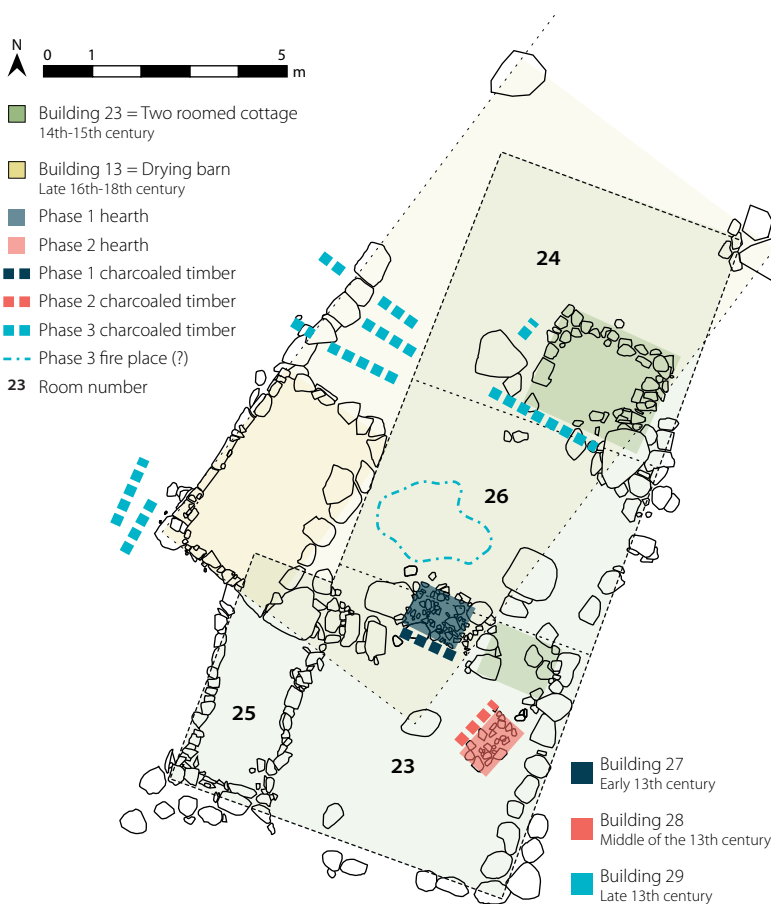 N
0 1 5
m
Building 23 = Two roomed cottage
14th-15th century
Building 13 = Drying barn
Late 16th-18th century
Phase 1 hearth
Phase 2 hearth
Phase 1 charcoaled timber
Phase 2 charcoaled timber
Phase 3 charcoaled timber
Phase 3 fire place (?)
23 Room number
24
26
25
23
Building 27
Early 13th century
Building 28
Middle of the 13th century
Building 29
Late 13th century